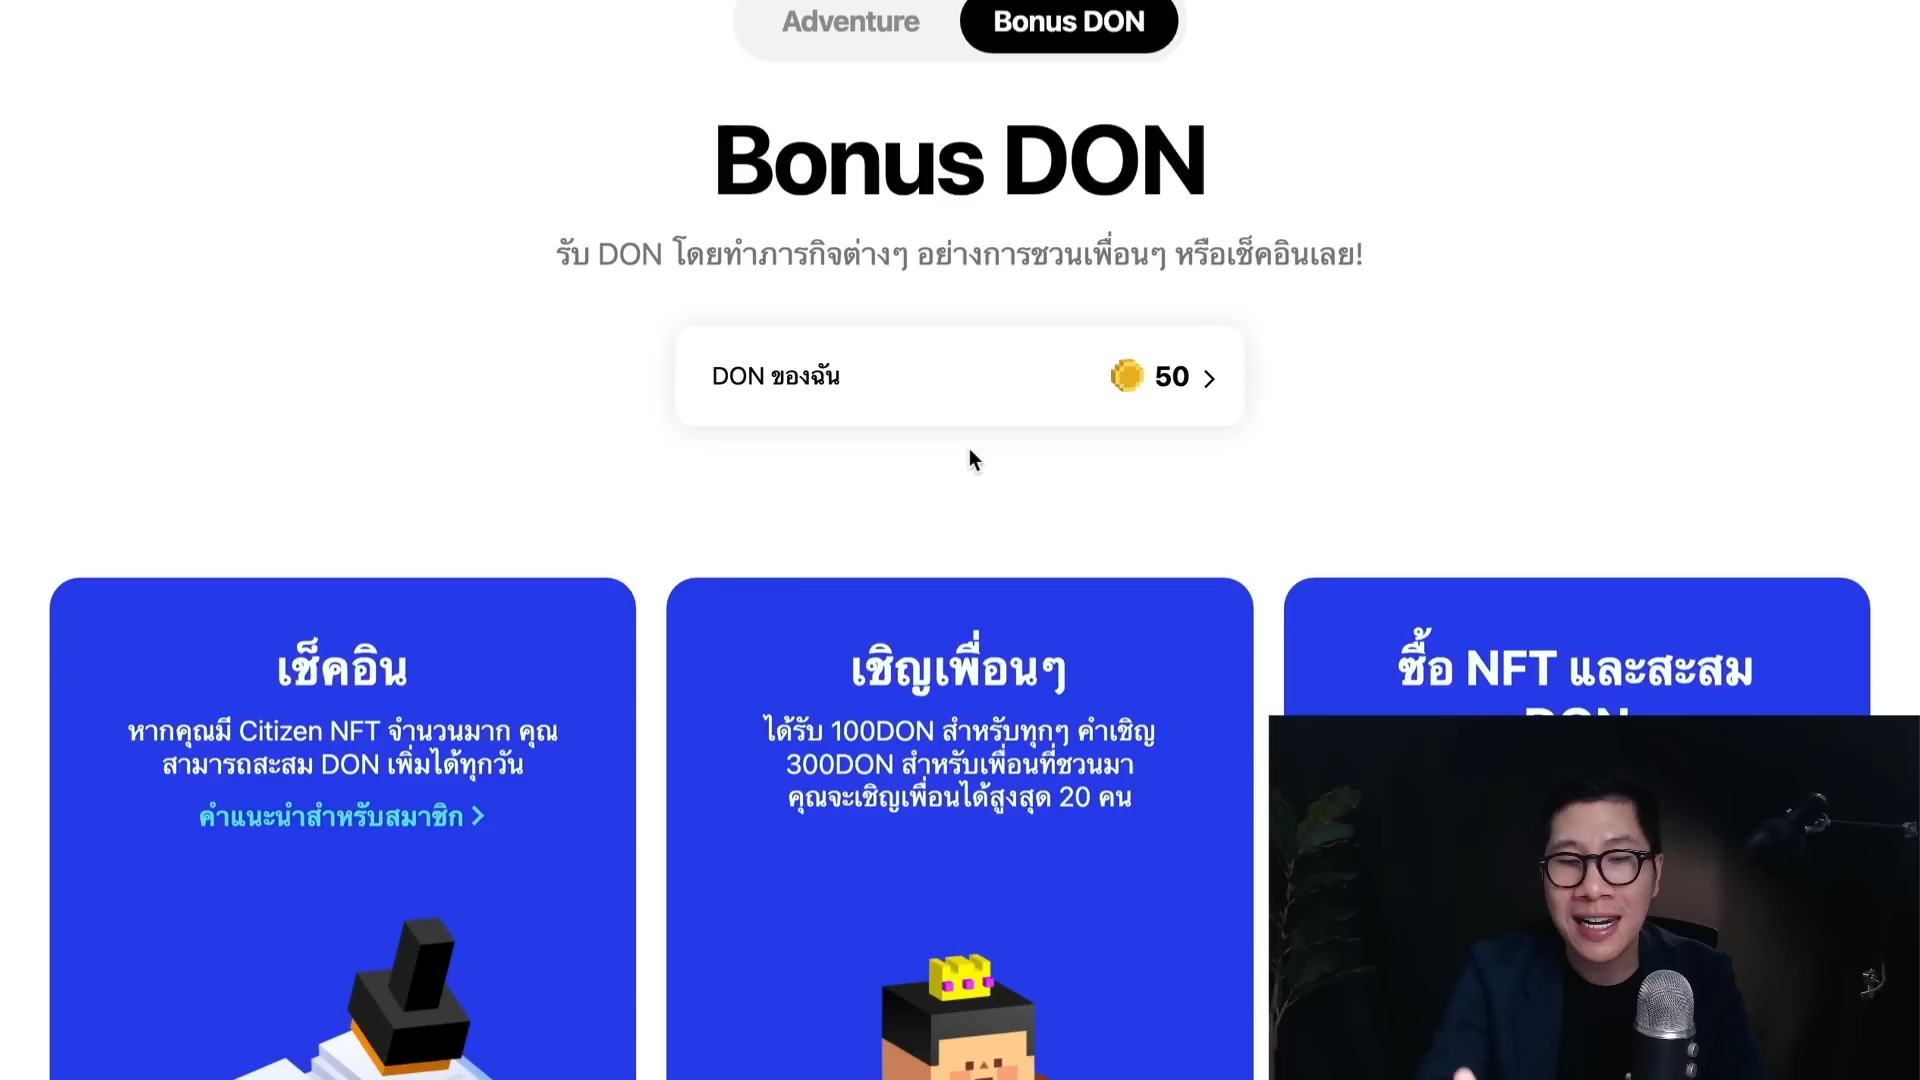 Adventure
Bonus DON
Bonus DON
รับ DON โดยทำภารกิจต่างๆ อย่างการชวนเพื่อนๆ หรือเช็คอินเลย!
DON ของฉัน
50
เช็คอิน
หากคุณมี Citizen NFT จำนวนมาก คุณ
สามารถสะสม DON เพิ่มได้ทุกวัน
คำแนะนำสำหรับสมาชิก
เชิญเพื่อนๆ
ได้รับ 100DON สำหรับทุกๆ คำเชิญ
300DON สำหรับเพื่อนที่ชวนมา
คุณจะเชิญเพื่อนได้สูงสุด 20 คน
ซื้อ NFT และสะสม
DON